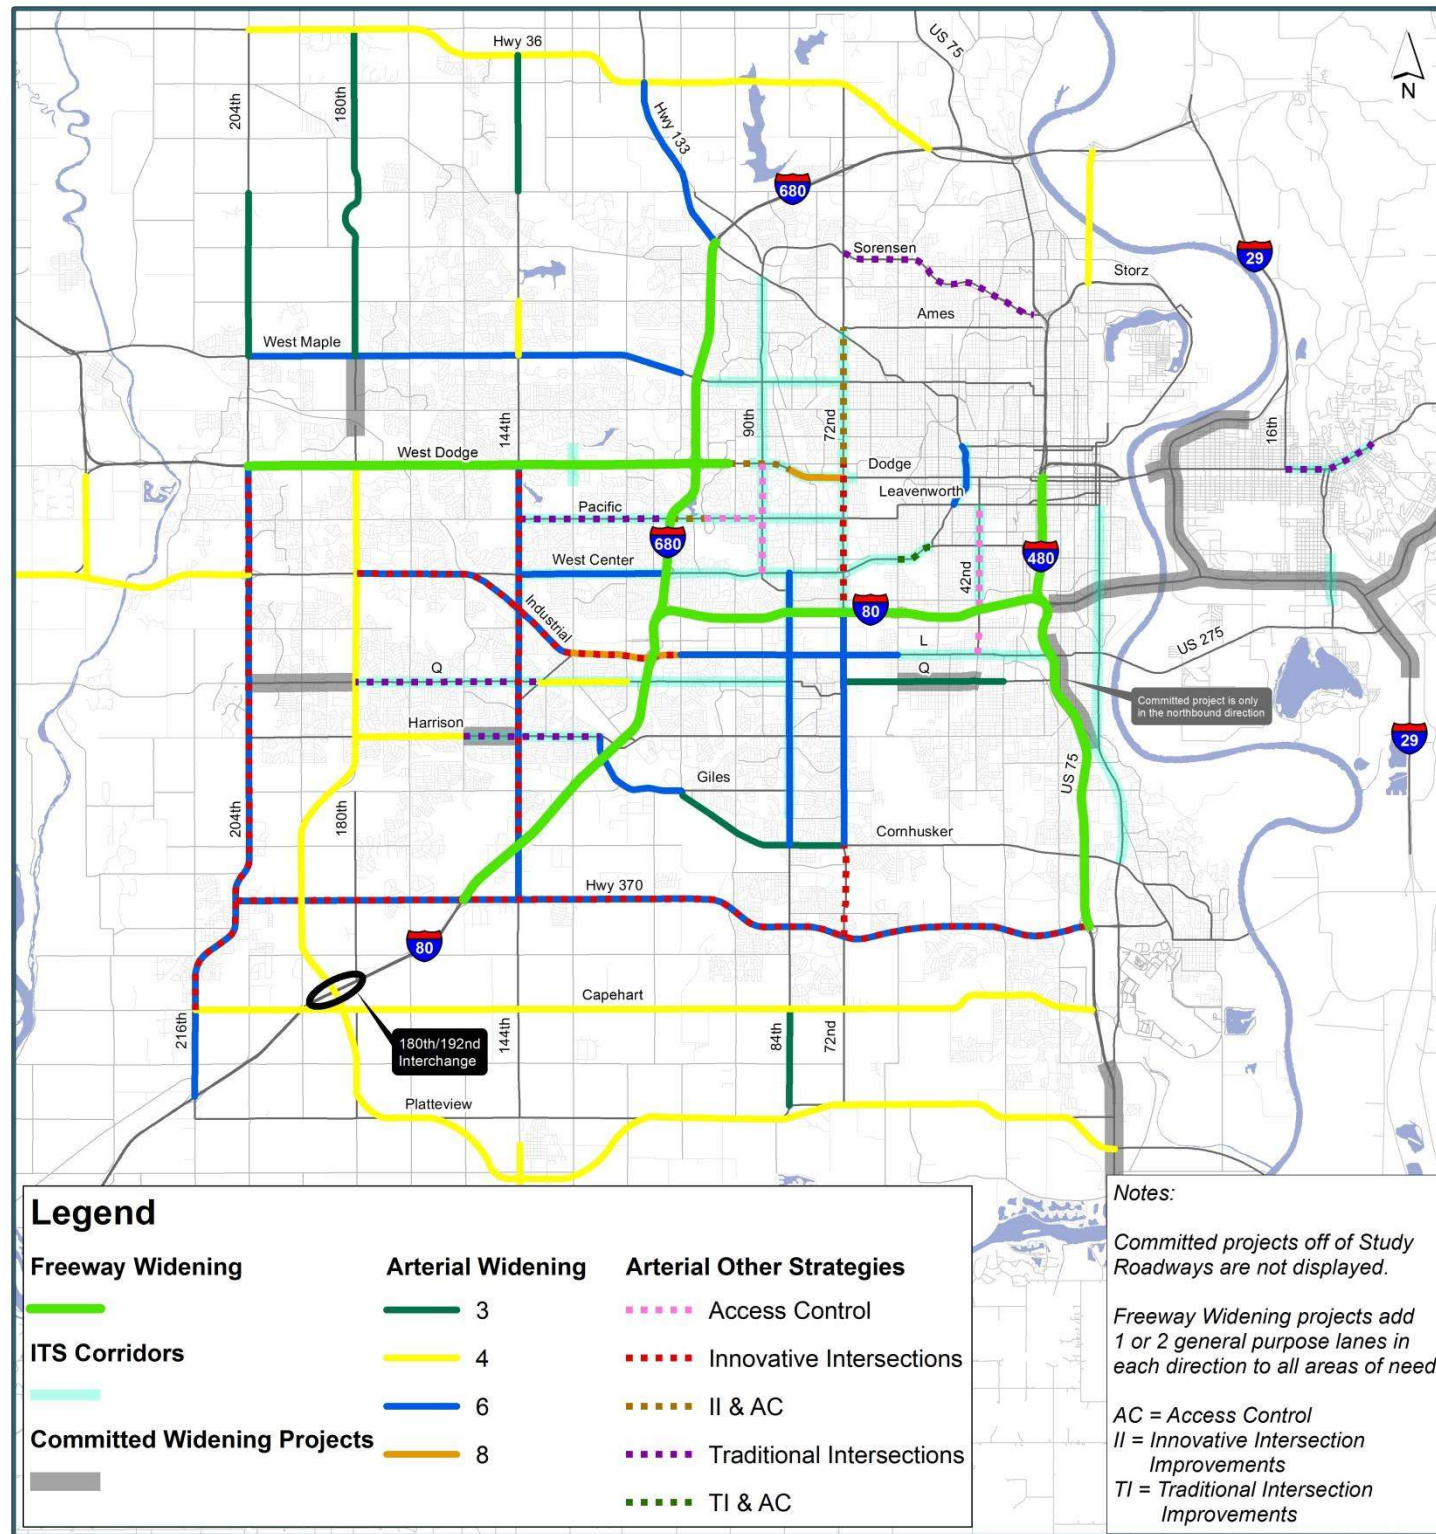 US 75
Hwy 36
N
204th
180th
Hwy 133
680
Sorensen
29
Storz
Ames
West Maple
144th
90th
72nd
16th
West Dodge
Dodge
Leavenworth
Pacific
680
480
West Center
42nd
80
Industrial
L
US 275
Q
Q
Committed project is only
in the northbound direction
Harrison
29
Giles
US 75
204th
180th
Cornhusker
Hwy 370
80
Capehart
216th
144th
84th
72nd
180th/192nd
Interchange
Platteview
Legend
Freeway Widening
ITS Corridors
Committed Widening Projects
Arterial Widening
3
4
6
8
Arterial Other Strategies
Access Control
Innovative Intersections
II & AC
Traditional Intersections
TI & AC
Notes:
Committed projects off of Study
Roadways are not displayed.
Freeway Widening projects add
1 or 2 general purpose lanes in
each direction to all areas of need
AC = Access Control
II = Innovative Intersection
Improvements
TI = Traditional Intersection
Improvements